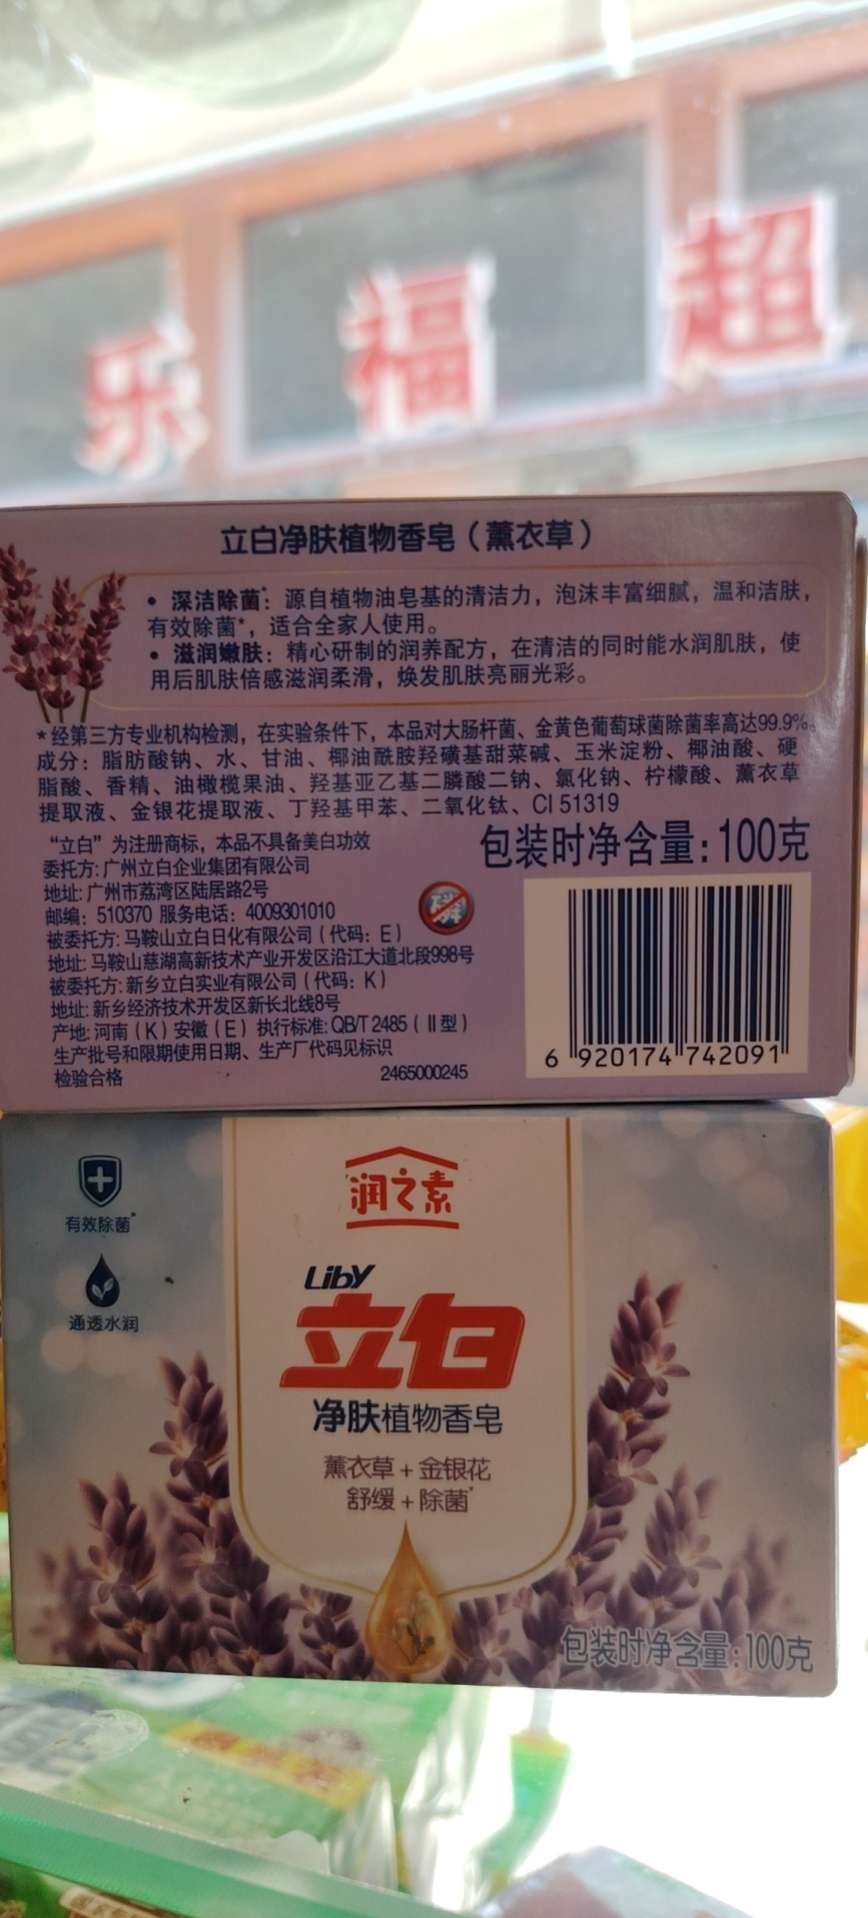 乐福超
立白净肤植物香皂（薰衣草）
• 深洁除菌*：源自植物油皂基的清洁力，泡沫丰富细腻，温和洁肤，
有效除菌*，适合全家人使用。
• 滋润嫩肤：精心研制的润养配方，在清洁的同时能水润肌肤，使
用后肌肤倍感滋润柔滑，焕发肌肤亮丽光彩。
*经第三方专业机构检测，在实验条件下，本品对大肠杆菌、金黄色葡萄球菌除菌率高达99.9%。
成分：脂肪酸钠、水、甘油、椰油酰胺羟磺基甜菜碱、玉米淀粉、椰油酸、硬
脂酸、香精、油橄榄果油、羟基亚乙基二膦酸二钠、氯化钠、柠檬酸、薰衣草
提取液、金银花提取液、丁羟基甲苯、二氧化钛、CI 51319
“立白”为注册商标，本品不具备美白功效
包装时净含量:100克
委托方:广州立白企业集团有限公司
地址:广州市荔湾区陆居路2号
邮编：510370 服务电话：4009301010
磷
被委托方:马鞍山立白日化有限公司（代码：E）
地址:马鞍山慈湖高新技术产业开发区沿江大道北段998号
被委托方:新乡立白实业有限公司（代码：K）
地址:新乡经济技术开发区新长北线8号
产地:河南（K）安徽（E）执行标准:QB/T 2485（Ⅱ型）
生产批号和限期使用日期、生产厂代码见标识
检验合格
2465000245
6 920174 742091
有效除菌*
通透水润
润之素
Liby
立白
净肤植物香皂
薰衣草+金银花
舒缓+除菌*
包装时净含量:100克